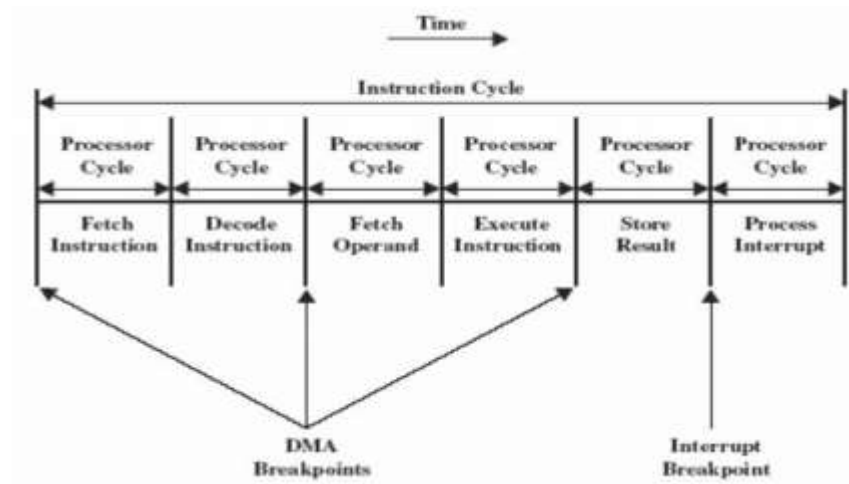 Time
Instruction Cycle
Processor Processor Processor Processor Processor Processor
Cycle Cycle Cycle Cycle Cycle Cycle
Fetch Decode Fetch Execute Store Process
Instruction Instruction Operand Instruction Result Interrupt
DMA Interrupt
Breakpoints Breakpoint